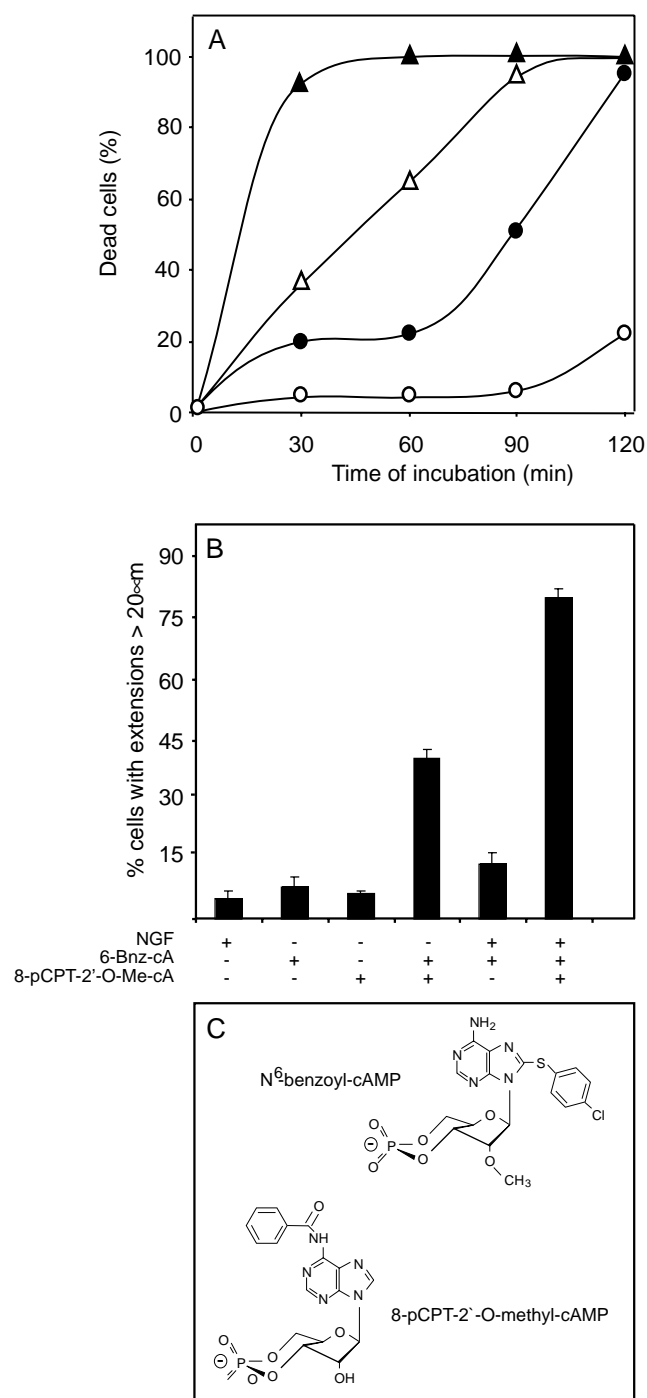 A
100
80
60
40
20
0
Dead cells (%)
0 30 60 90 120
Time of incubation (min)
B
90
75
60
45
30
15
% cells with extensions > 20∝m
NGF + - - - + +
6-Bnz-cA - + - + + +
8-pCPT-2'-O-Me-cA - - + + - +
C
N6-benzoyl-cAMP
NH2
N N
N N
S
Cl
O
P O
O O
O
O
CH3
O
NH
N N
N N
8-pCPT-2`-O-methyl-cAMP
O
P O
O
O
OH